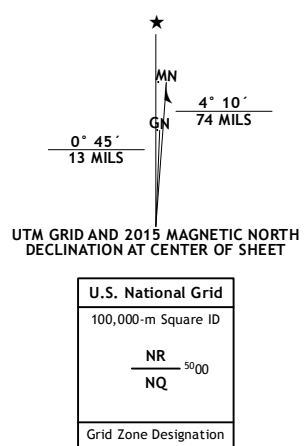 ★
MN
4° 10´
74 MILS
GN
0° 45´
13 MILS
UTM GRID AND 2015 MAGNETIC NORTH
DECLINATION AT CENTER OF SHEET
U.S. National Grid
100,000-m Square ID
NR
5000
NQ
Grid Zone Designation